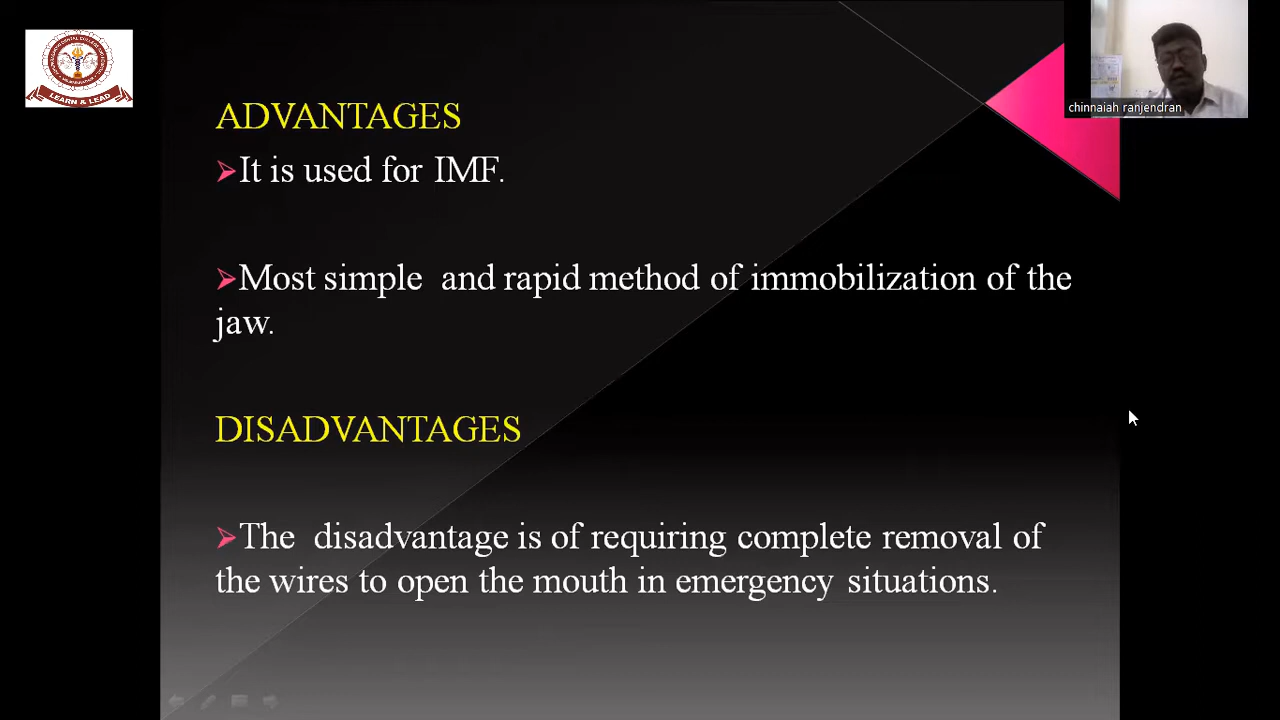 LEARN & LEAD
chinnaiah ranjendran
ADVANTAGES
It is used for IMF.
Most simple and rapid method of immobilization of the
jaw.
DISADVANTAGES
The disadvantage is of requiring complete removal of
the wires to open the mouth in emergency situations.